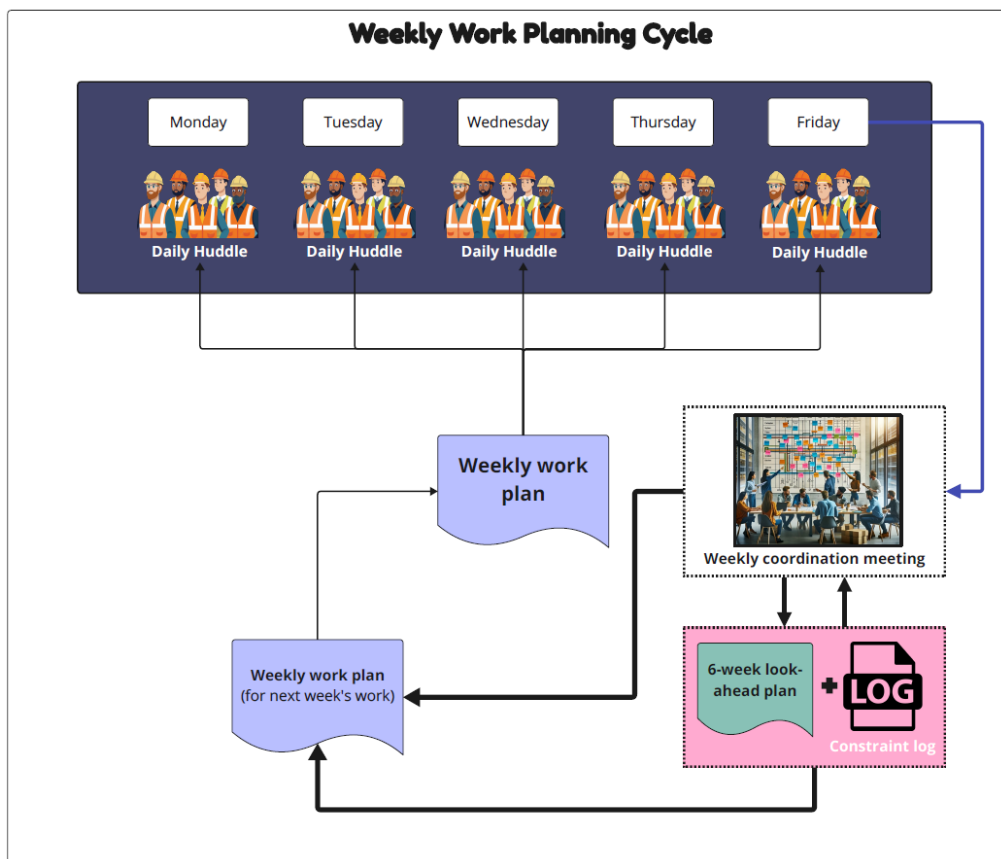 Weekly Work Planning Cycle
Monday
Tuesday
Wednesday
Thursday
Friday
Daily Huddle
Daily Huddle
Daily Huddle
Daily Huddle
Daily Huddle
Weekly work
plan
Weekly coordination meeting
Weekly work plan
(for next week's work)
6-week look-
ahead plan
+
LOG
Constraint log